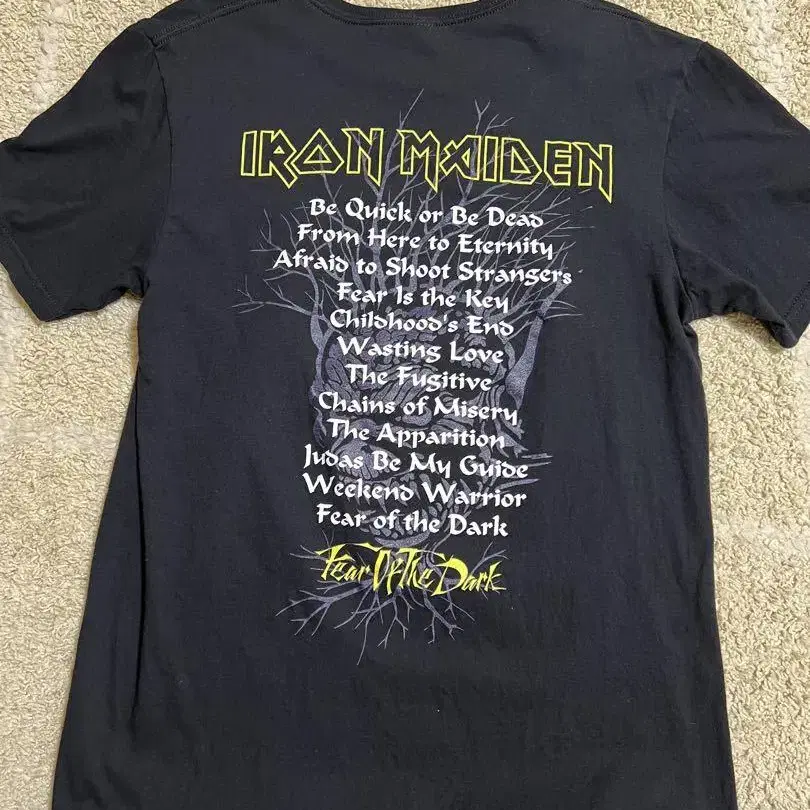 IRON MAIDEN
Be Quick or Be Dead
From Here to Eternity
Afraid to Shoot Strangers
Fear Is the Key
Childhood's End
Wasting Love
The Fugitive
Chains of Misery
The Apparition
Judas Be My Guide
Weekend Warrior
Fear of the Dark
Fear Of The Dark